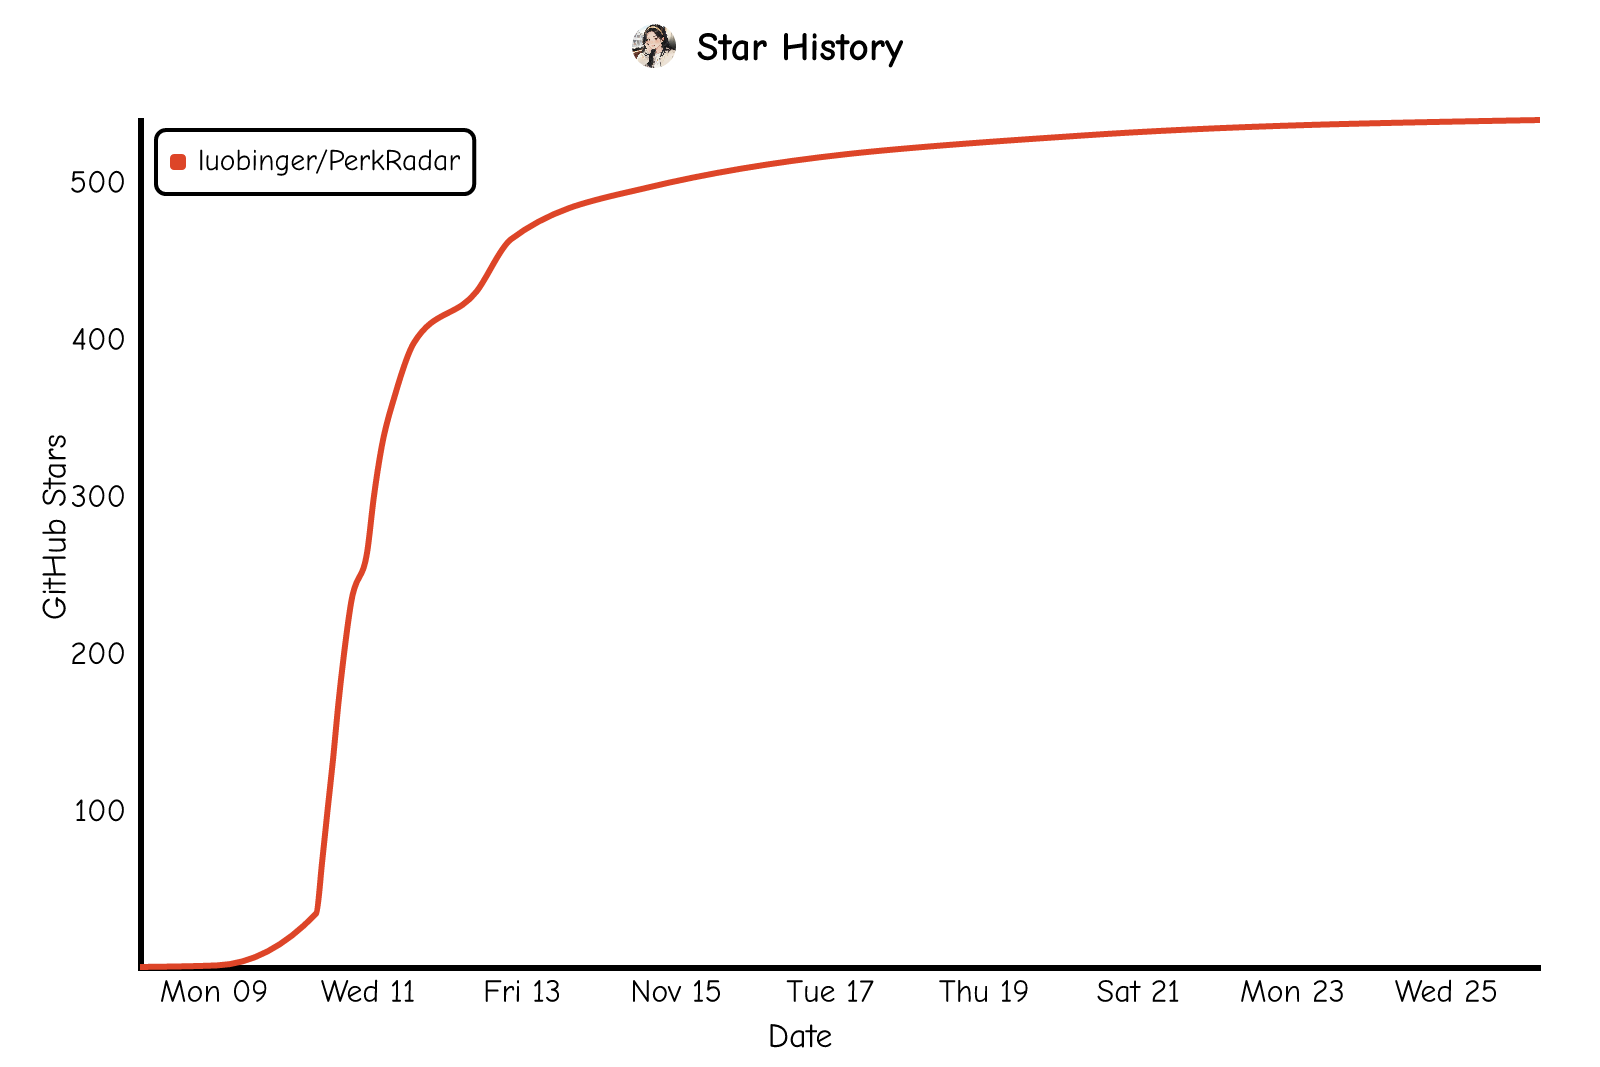 Star History
luobinger/PerkRadar
GitHub Stars
500
400
300
200
100
Mon 09 Wed 11 Fri 13 Nov 15 Tue 17 Thu 19 Sat 21 Mon 23 Wed 25
Date